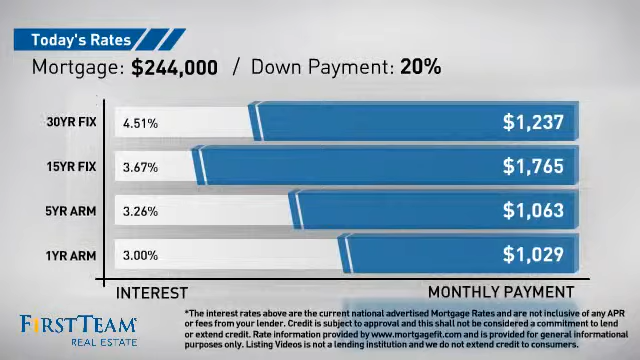 Today's Rates
Mortgage: $244,000 / Down Payment: 20%
30YR FIX 4.51% $1,237
15YR FIX 3.67% $1,765
5YR ARM 3.26% $1,063
1YR ARM 3.00% $1,029
INTEREST MONTHLY PAYMENT
FIRSTTEAM®
REAL ESTATE
*The interest rates above are the current national advertised Mortgage Rates and are not inclusive of any APR
or fees from your lender. Credit is subject to approval and this shall not be considered a commitment to lend
or extend credit. Rate information provided by www.mortgagefit.com and is provided for general informational
purposes only. Listing Videos is not a lending institution and we do not extend credit to consumers.